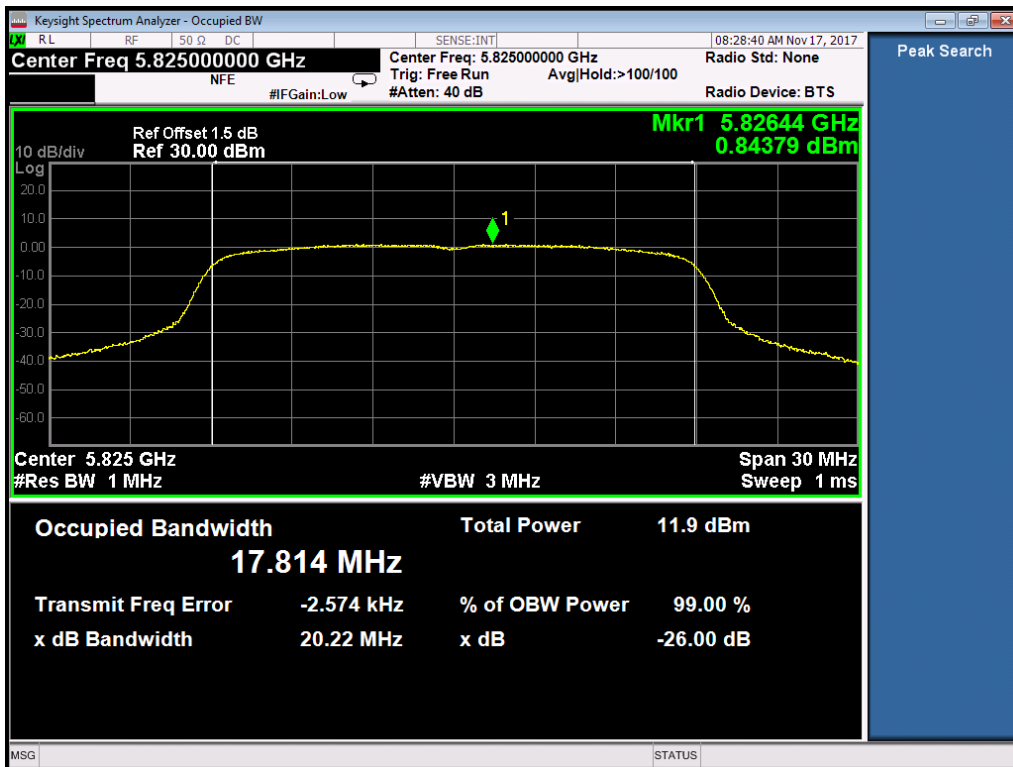 Keysight Spectrum Analyzer - Occupied BW
LXI RL RF 50 Ω DC SENSE:INT 08:28:40 AM Nov 17, 2017
Center Freq 5.825000000 GHz
NFE
#IFGain:Low
Center Freq: 5.825000000 GHz
Trig: Free Run Avg|Hold:>100/100
#Atten: 40 dB
Radio Std: None
Radio Device: BTS
Peak Search
Mkr1 5.82644 GHz
0.84379 dBm
Ref Offset 1.5 dB
10 dB/div Ref 30.00 dBm
Log
20.0
10.0
1
0.00
-10.0
-20.0
-30.0
-40.0
-50.0
-60.0
Center 5.825 GHz Span 30 MHz
#Res BW 1 MHz #VBW 3 MHz Sweep 1 ms
Occupied Bandwidth Total Power 11.9 dBm
17.814 MHz
Transmit Freq Error -2.574 kHz % of OBW Power 99.00 %
x dB Bandwidth 20.22 MHz x dB -26.00 dB
MSG STATUS